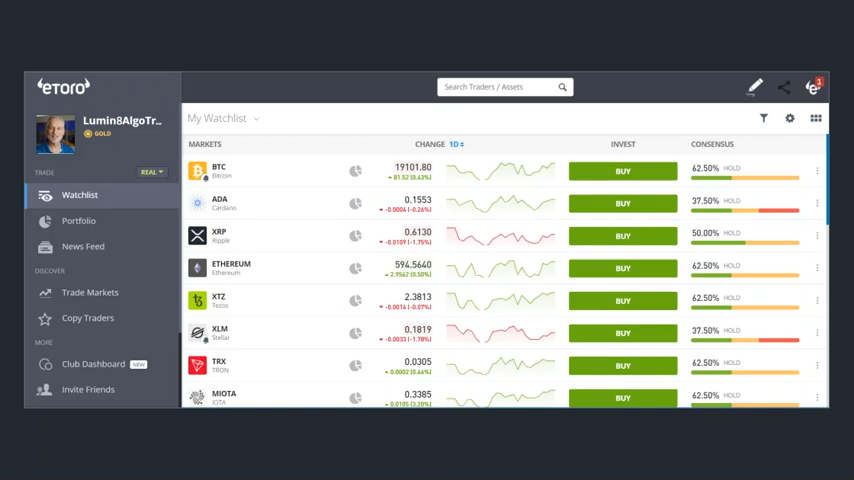 eTORO
Search Traders / Assets
1
Lumin8AlgoTr...
GOLD
TRADE
REAL
Watchlist
Portfolio
News Feed
DISCOVER
Trade Markets
Copy Traders
MORE
Club Dashboard NEW
Invite Friends
My Watchlist
MARKETS CHANGE 1D INVEST CONSENSUS
BTC 19101.80 BUY 62.50% HOLD
Bitcoin 81.52 (0.43%)
ADA 0.1553 BUY 37.50% HOLD
Cardano -0.0004 (-0.26%)
XRP 0.6130 BUY 50.00% HOLD
Ripple -0.0109 (-1.75%)
ETHEREUM 594.5640 BUY 62.50% HOLD
Ethereum 2.9562 (0.50%)
XTZ 2.3813 BUY 62.50% HOLD
Tezos -0.0016 (-0.07%)
XLM 0.1819 BUY 37.50% HOLD
Stellar -0.0033 (-1.78%)
TRX 0.0305 BUY 62.50% HOLD
TRON 0.0002 (0.66%)
MIOTA 0.3385 BUY 62.50% HOLD
IOTA 0.0105 (3.20%)